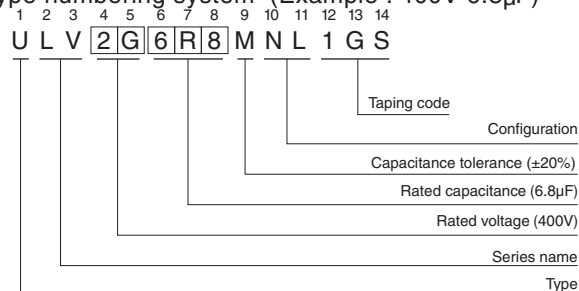 ype numbering system (Example : 400V 6.8µF)
1 2 3 4 5 6 7 8 9 10 11 12 13 14
U L V 2 G 6 R 8 M N L 1 G S
Taping code
Configuration
Capacitance tolerance (±20%)
Rated capacitance (6.8µF)
Rated voltage (400V)
Series name
Type